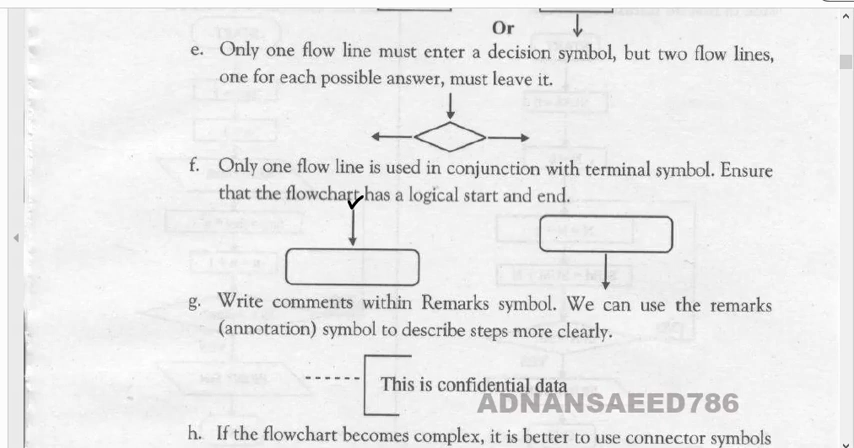 Or
e. Only one flow line must enter a decision symbol, but two flow lines,
one for each possible answer, must leave it.
f. Only one flow line is used in conjunction with terminal symbol. Ensure
that the flowchart has a logical start and end.
g. Write comments within Remarks symbol. We can use the remarks
(annotation) symbol to describe steps more clearly.
This is confidential data
ADNANSAEED786
h. If the flowchart becomes complex, it is better to use connector symbols